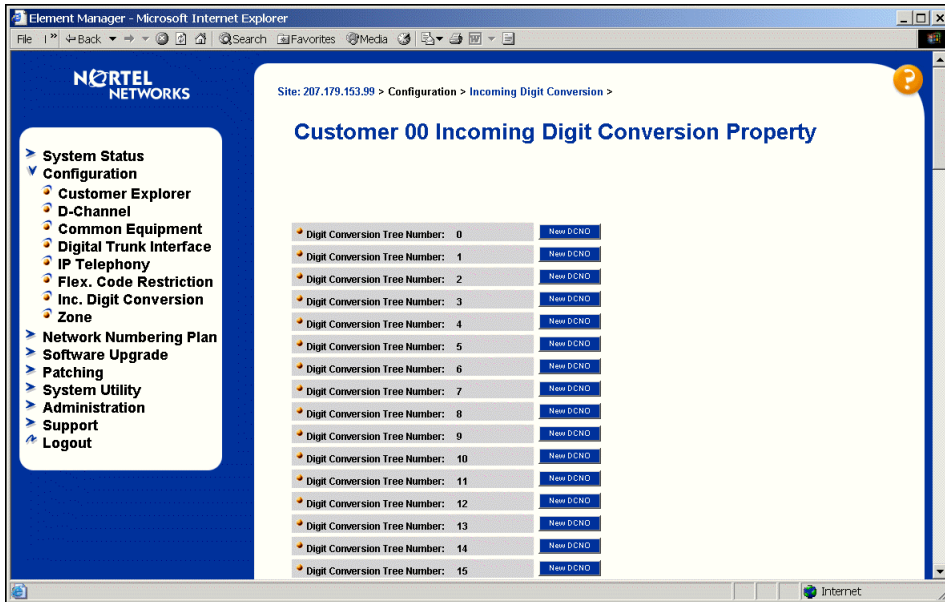 Element Manager - Microsoft Internet Explorer
File I » Back Search Favorites Media
NORTEL
NETWORKS
Site: 207.179.153.99 > Configuration > Incoming Digit Conversion >
?
Customer 00 Incoming Digit Conversion Property
System Status
Configuration
Customer Explorer
D-Channel
Common Equipment
Digital Trunk Interface
IP Telephony
Flex. Code Restriction
Inc. Digit Conversion
Zone
Network Numbering Plan
Software Upgrade
Patching
System Utility
Administration
Support
Logout
Digit Conversion Tree Number: 0 New DCNO
Digit Conversion Tree Number: 1 New DCNO
Digit Conversion Tree Number: 2 New DCNO
Digit Conversion Tree Number: 3 New DCNO
Digit Conversion Tree Number: 4 New DCNO
Digit Conversion Tree Number: 5 New DCNO
Digit Conversion Tree Number: 6 New DCNO
Digit Conversion Tree Number: 7 New DCNO
Digit Conversion Tree Number: 8 New DCNO
Digit Conversion Tree Number: 9 New DCNO
Digit Conversion Tree Number: 10 New DCNO
Digit Conversion Tree Number: 11 New DCNO
Digit Conversion Tree Number: 12 New DCNO
Digit Conversion Tree Number: 13 New DCNO
Digit Conversion Tree Number: 14 New DCNO
Digit Conversion Tree Number: 15 New DCNO
Internet